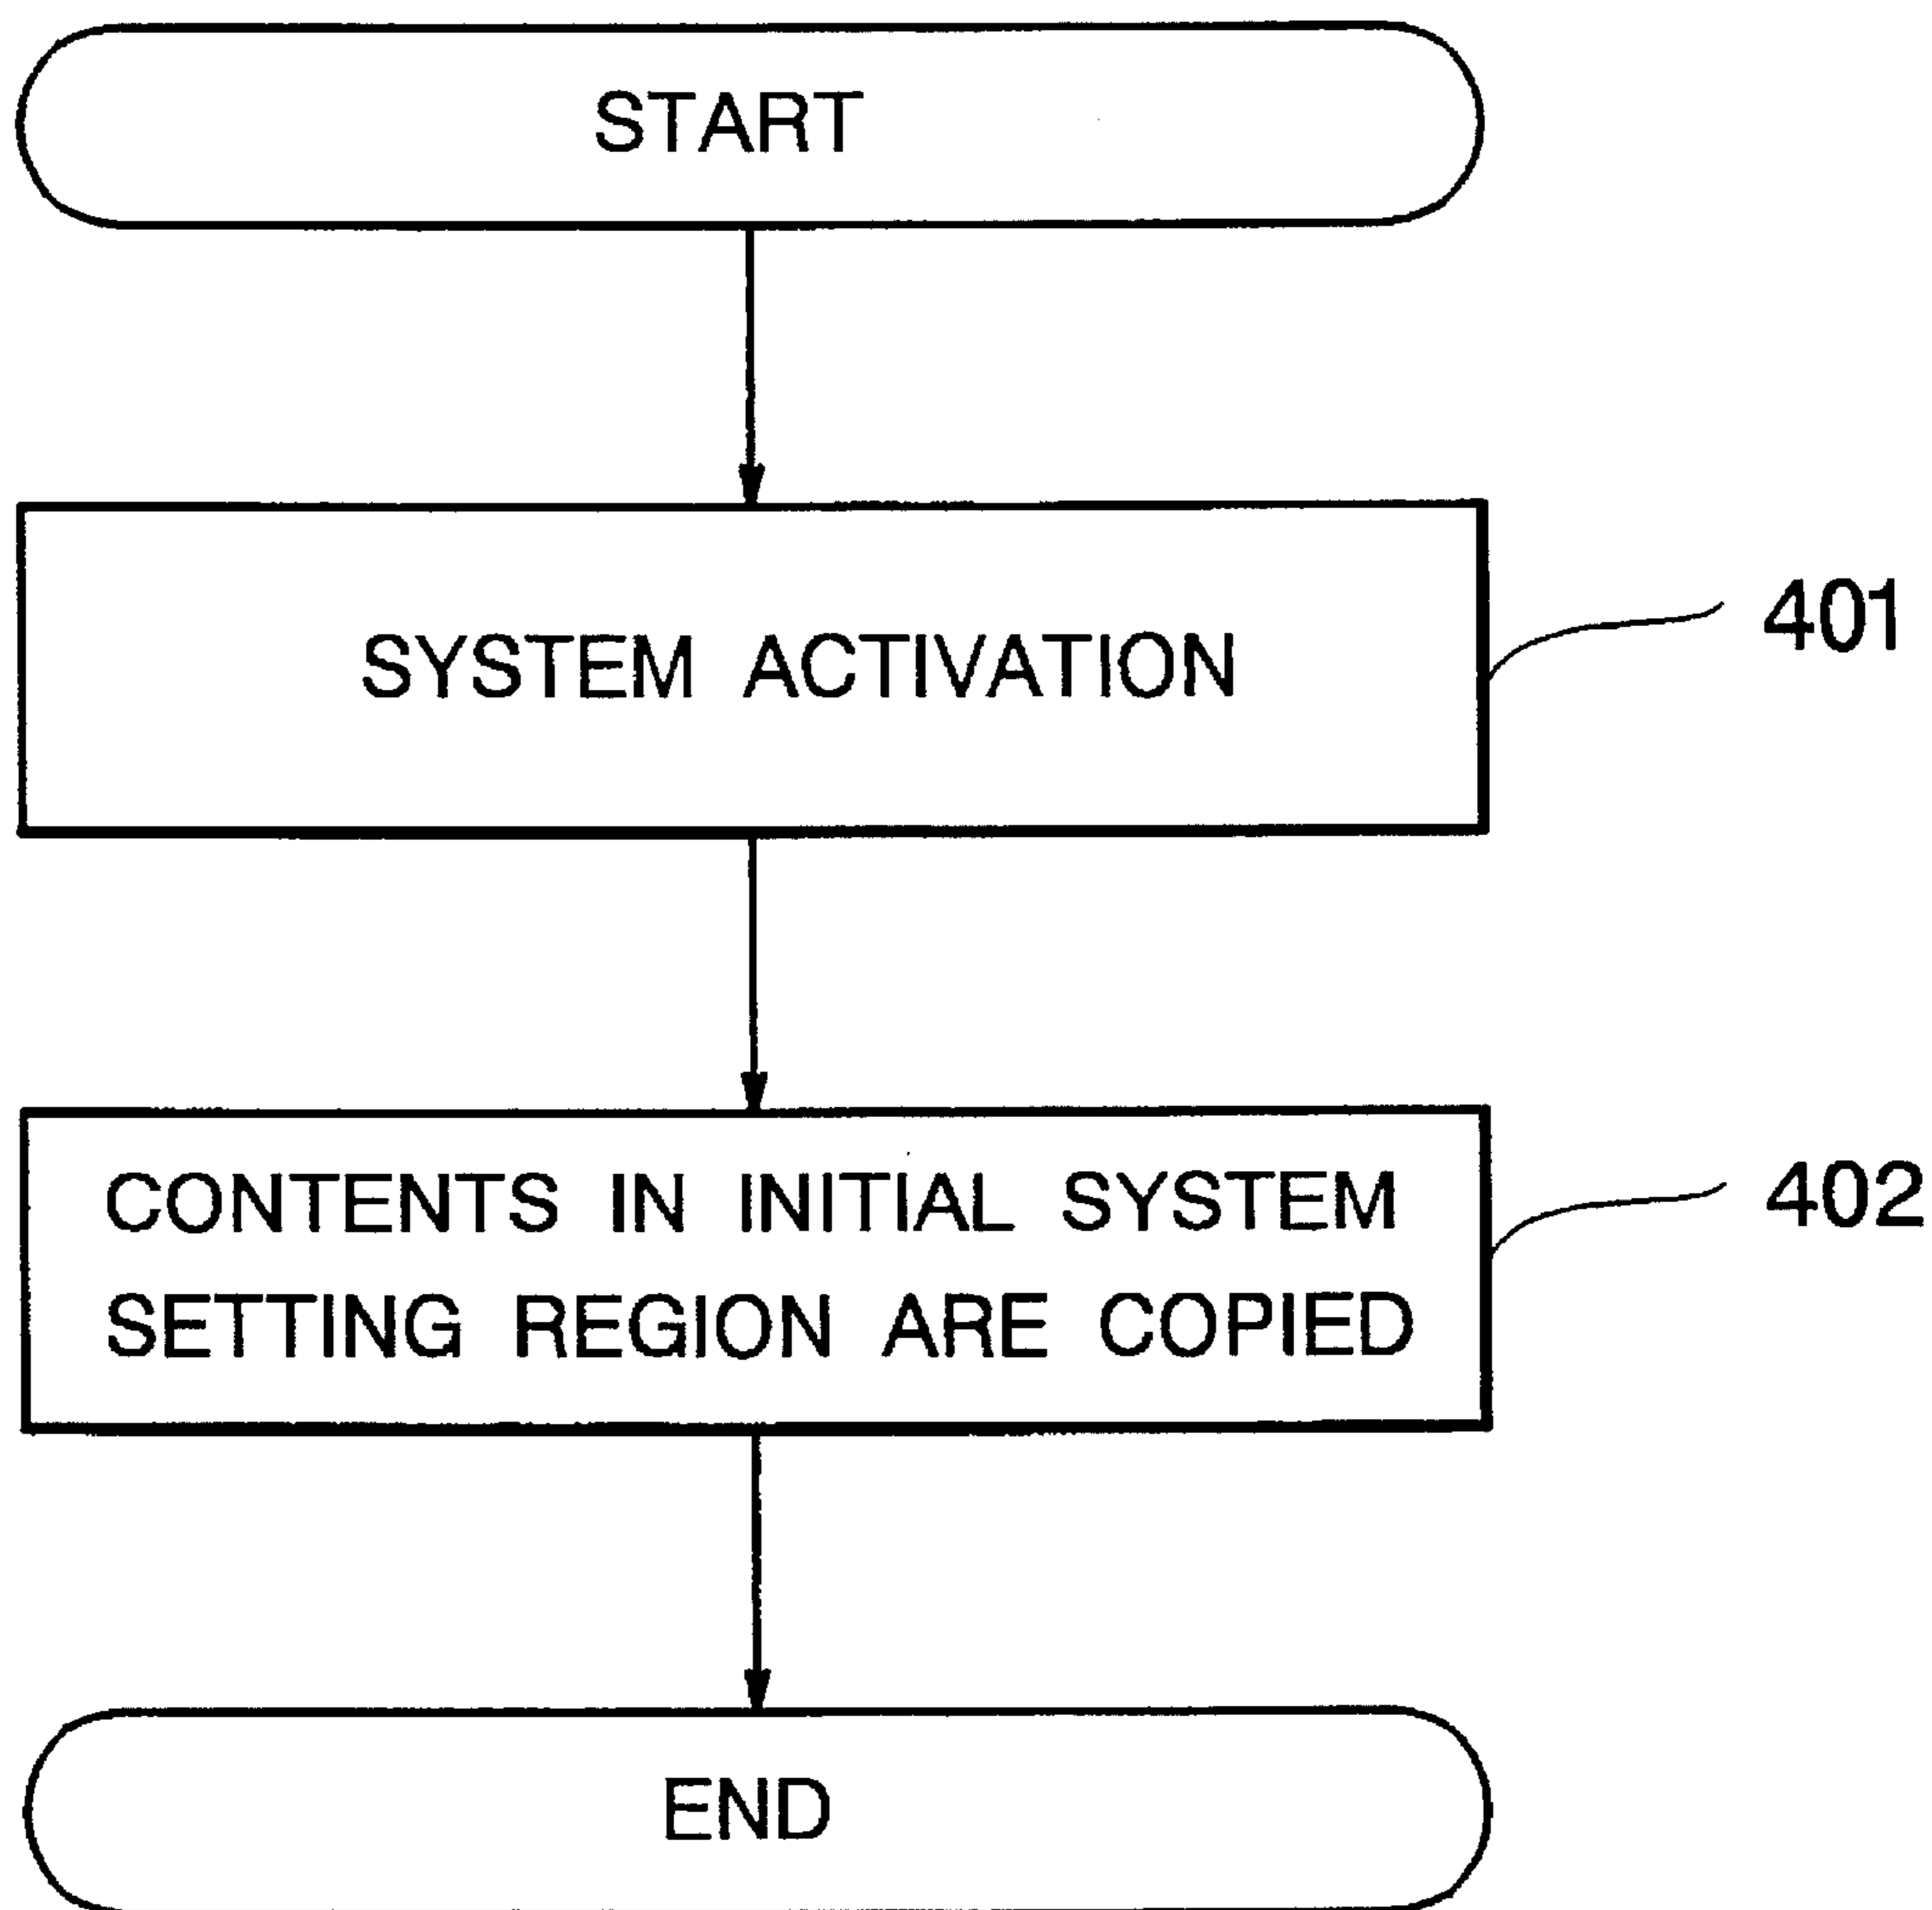 START
SYSTEM ACTIVATION
401
CONTENTS IN INITIAL SYSTEM
SETTING REGION ARE COPIED
402
END